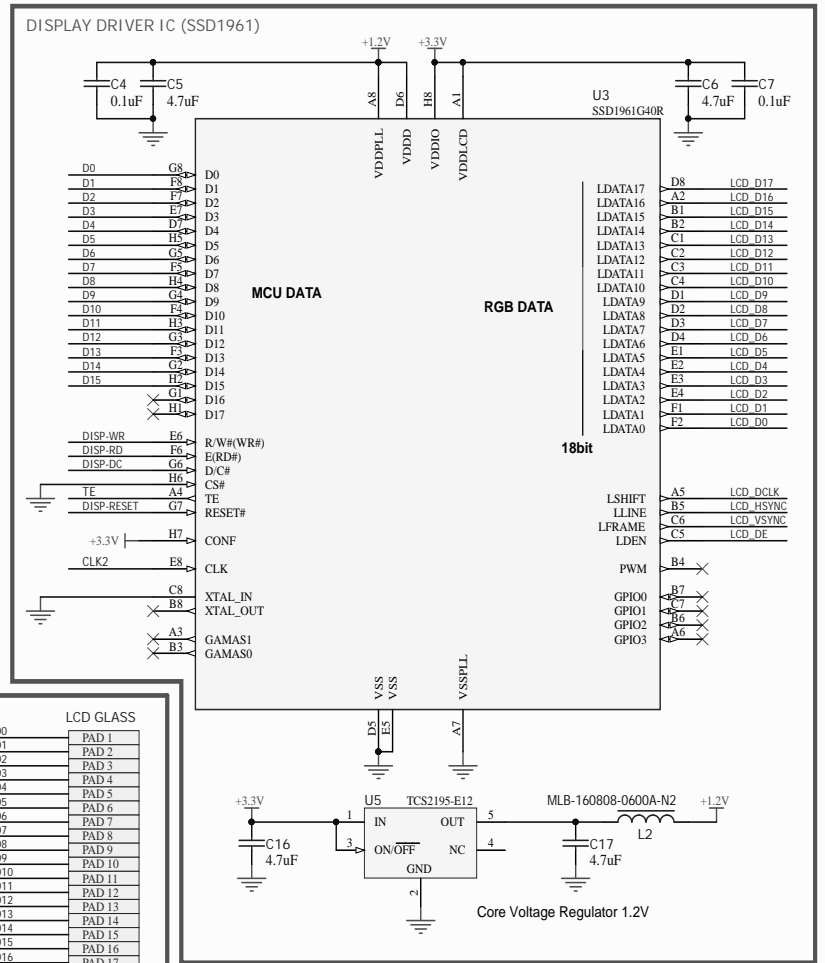 DISPLAY DRIVER IC (SSD1961)
+1.2V +3.3V
C4 0.1uF
C5 4.7uF
C6 4.7uF
C7 0.1uF
A8 D6 H8 A1
U3
SSD1961G40R
VDDPLL VDDD VDDIO VDDLCD
D0 G8 D0
D1 F8 D1
D2 F7 D2
D3 E7 D3
D4 D7 D4
D5 H5 D5
D6 G5 D6
D7 F5 D7
D8 H4 D8
D9 G4 D9
D10 F4 D10
D11 H3 D11
D12 G3 D12
D13 F3 D13
D14 G2 D14
D15 H2 D15
G1 D16
H1 D17
MCU DATA
RGB DATA
18bit
LDATA17 D8 LCD_D17
LDATA16 A2 LCD_D16
LDATA15 B1 LCD_D15
LDATA14 B2 LCD_D14
LDATA13 C1 LCD_D13
LDATA12 C2 LCD_D12
LDATA11 C3 LCD_D11
LDATA10 C4 LCD_D10
LDATA9 D1 LCD_D9
LDATA8 D2 LCD_D8
LDATA7 D3 LCD_D7
LDATA6 D4 LCD_D6
LDATA5 E1 LCD_D5
LDATA4 E2 LCD_D4
LDATA3 E3 LCD_D3
LDATA2 E4 LCD_D2
LDATA1 F1 LCD_D1
LDATA0 F2 LCD_D0
DISP-WR E6 R/W#(WR#)
DISP-RD F6 E(RD#)
DISP-DC G6 D/C#
H6 CS#
TE A4 TE
DISP-RESET G7 RESET#
+3.3V H7 CONF
CLK2 E8 CLK
C8 XTAL_IN
B8 XTAL_OUT
A3 GAMAS1
B3 GAMAS0
LSHIFT A5 LCD_DCLK
LLINE B5 LCD_HSYNC
LFRAME C6 LCD_VSYNC
LDEN C5 LCD_DE
PWM B4
GPIO0 B7
GPIO1 C7
GPIO2 B6
GPIO3 A6
VSS VSS VSSPLL
D5 E5 A7
LCD GLASS
PAD 1
PAD 2
PAD 3
PAD 4
PAD 5
PAD 6
PAD 7
PAD 8
PAD 9
PAD 10
PAD 11
PAD 12
PAD 13
PAD 14
PAD 15
PAD 16
PAD 17
+3.3V
U5 TCS2195-E12
MLB-160808-0600A-N2
+1.2V
1 IN OUT 5
3 ON/OFF NC 4
GND
2
C16 4.7uF
C17 4.7uF
L2
Core Voltage Regulator 1.2V